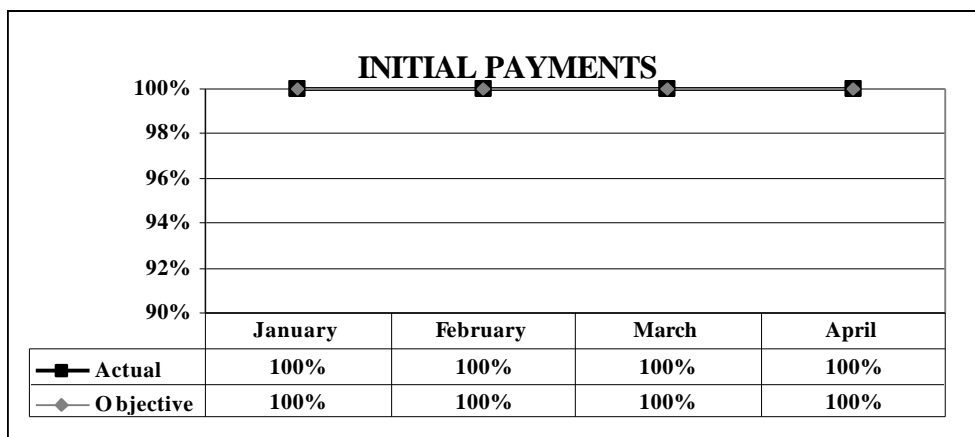 INITIAL PAYMENTS
100%
98%
96%
94%
92%
90%
January February March April
Actual 100% 100% 100% 100%
Objective 100% 100% 100% 100%